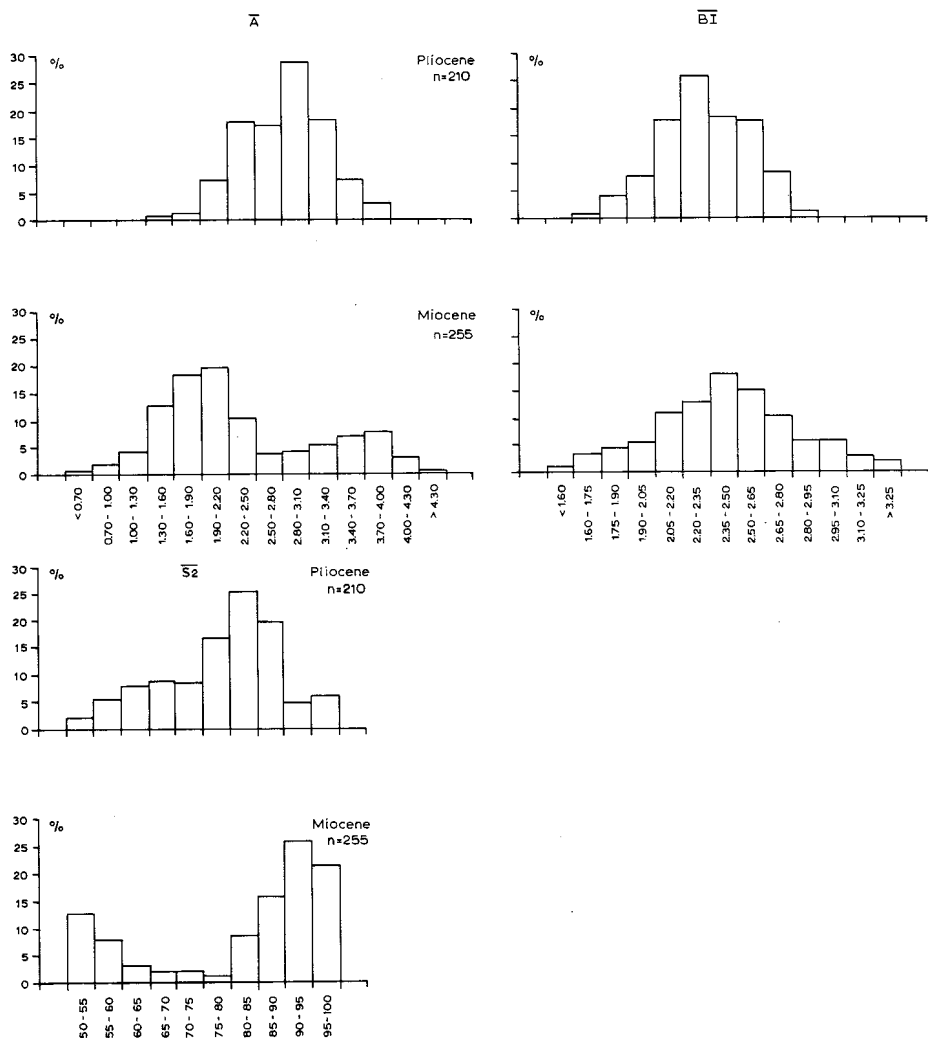 A
BI
%
Pliocene
n=210
30
25
20
15
10
5
0
%
%
Miocene
n=255
30
25
20
15
10
5
0
%
<0.70
0.70 - 1.00
1.00 - 1.30
1.30 - 1.60
1.60 - 1.90
1.90 - 2.20
2.20 - 2.50
2.50 - 2.80
2.80 - 3.10
3.10 - 3.40
3.40 - 3.70
3.70 - 4.00
4.00 - 4.30
> 4.30
<1.60
1.60 - 1.75
1.75 - 1.90
1.90 - 2.05
2.05 - 2.20
2.20 - 2.35
2.35 - 2.50
2.50 - 2.65
2.65 - 2.80
2.80 - 2.95
2.95 - 3.10
3.10 - 3.25
> 3.25
%
S2
Pliocene
n=210
30
25
20
15
10
5
0
%
Miocene
n=255
30
25
20
15
10
5
0
50 - 55
55 - 60
60 - 65
65 - 70
70 - 75
75 - 80
80 - 85
85 - 90
90 - 95
95-100